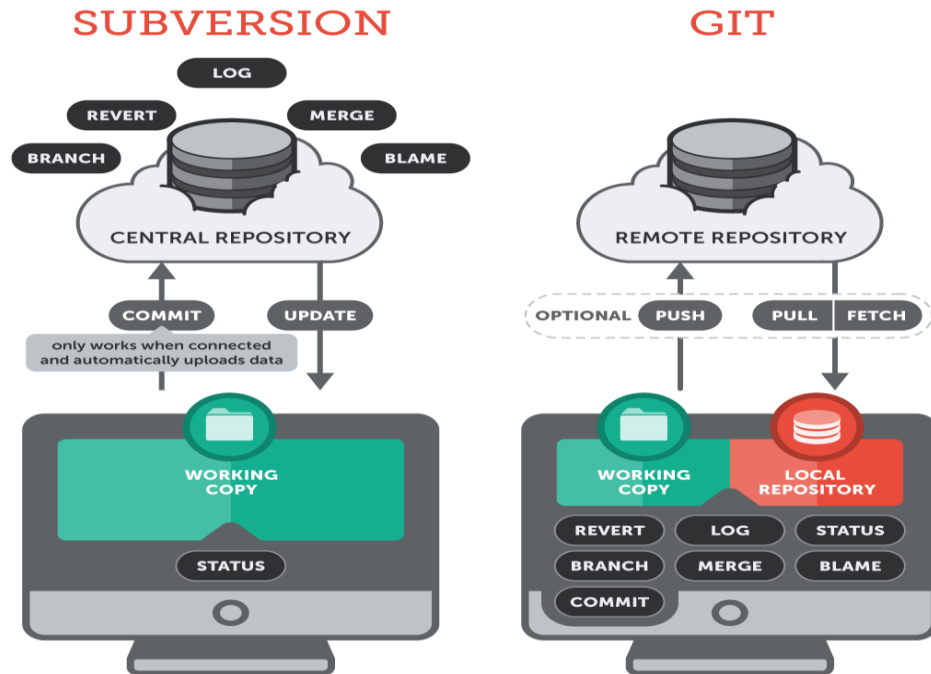 SUBVERSION
LOG
REVERT
MERGE
BRANCH
BLAME
CENTRAL REPOSITORY
COMMIT
UPDATE
only works when connected
and automatically uploads data
WORKING
COPY
STATUS
GIT
REMOTE REPOSITORY
OPTIONAL
PUSH
PULL
FETCH
WORKING
COPY
LOCAL
REPOSITORY
REVERT
LOG
STATUS
BRANCH
MERGE
BLAME
COMMIT